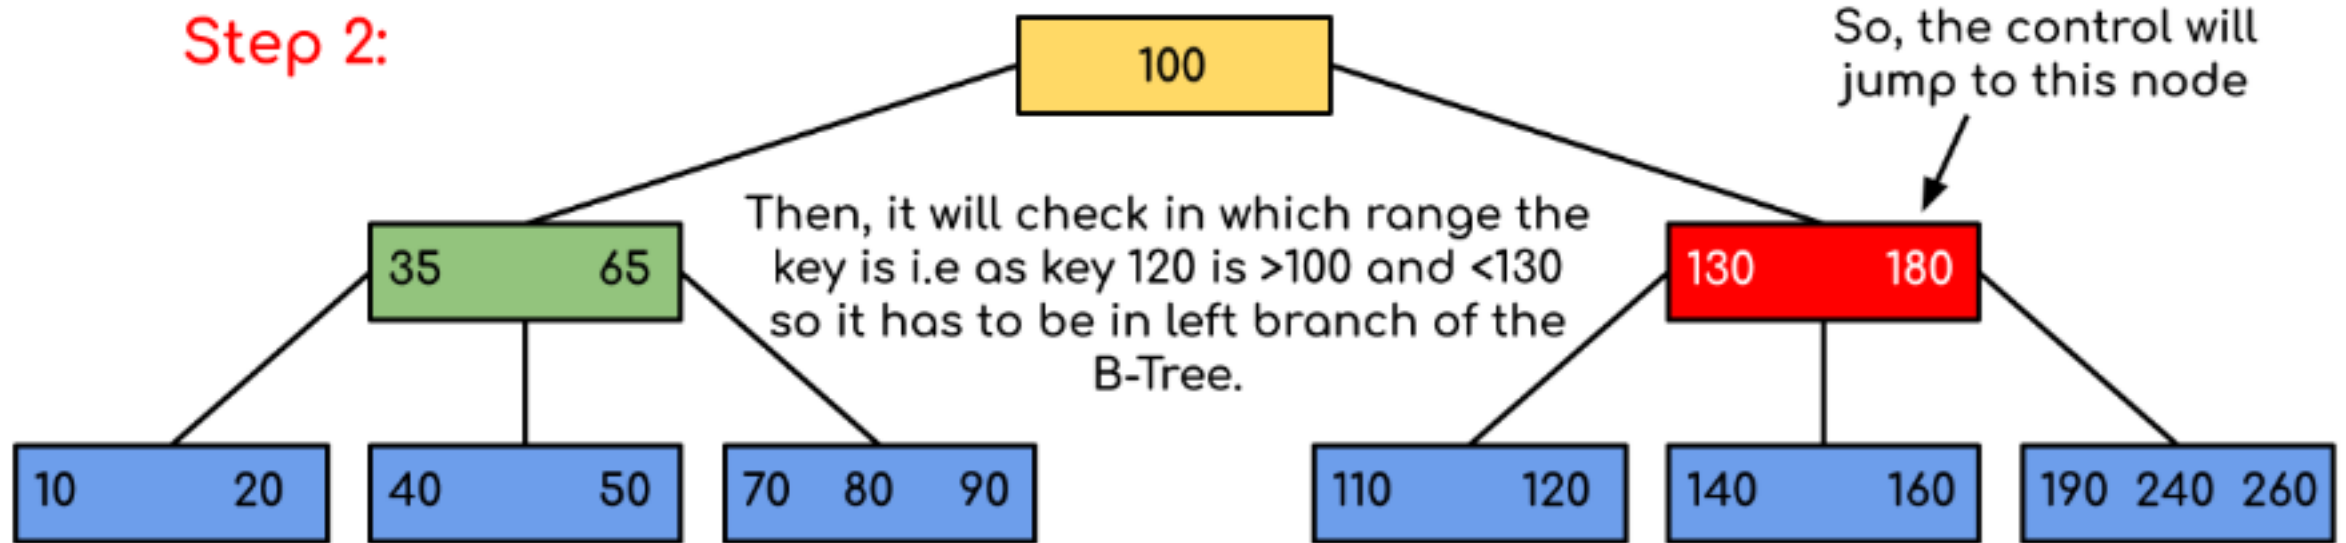 Step 2:
100
So, the control will
jump to this node
Then, it will check in which range the
key is i.e as key 120 is >100 and <130
so it has to be in left branch of the
B-Tree.
35 65
130 180
10 20
40 50
70 80 90
110 120
140 160
190 240 260